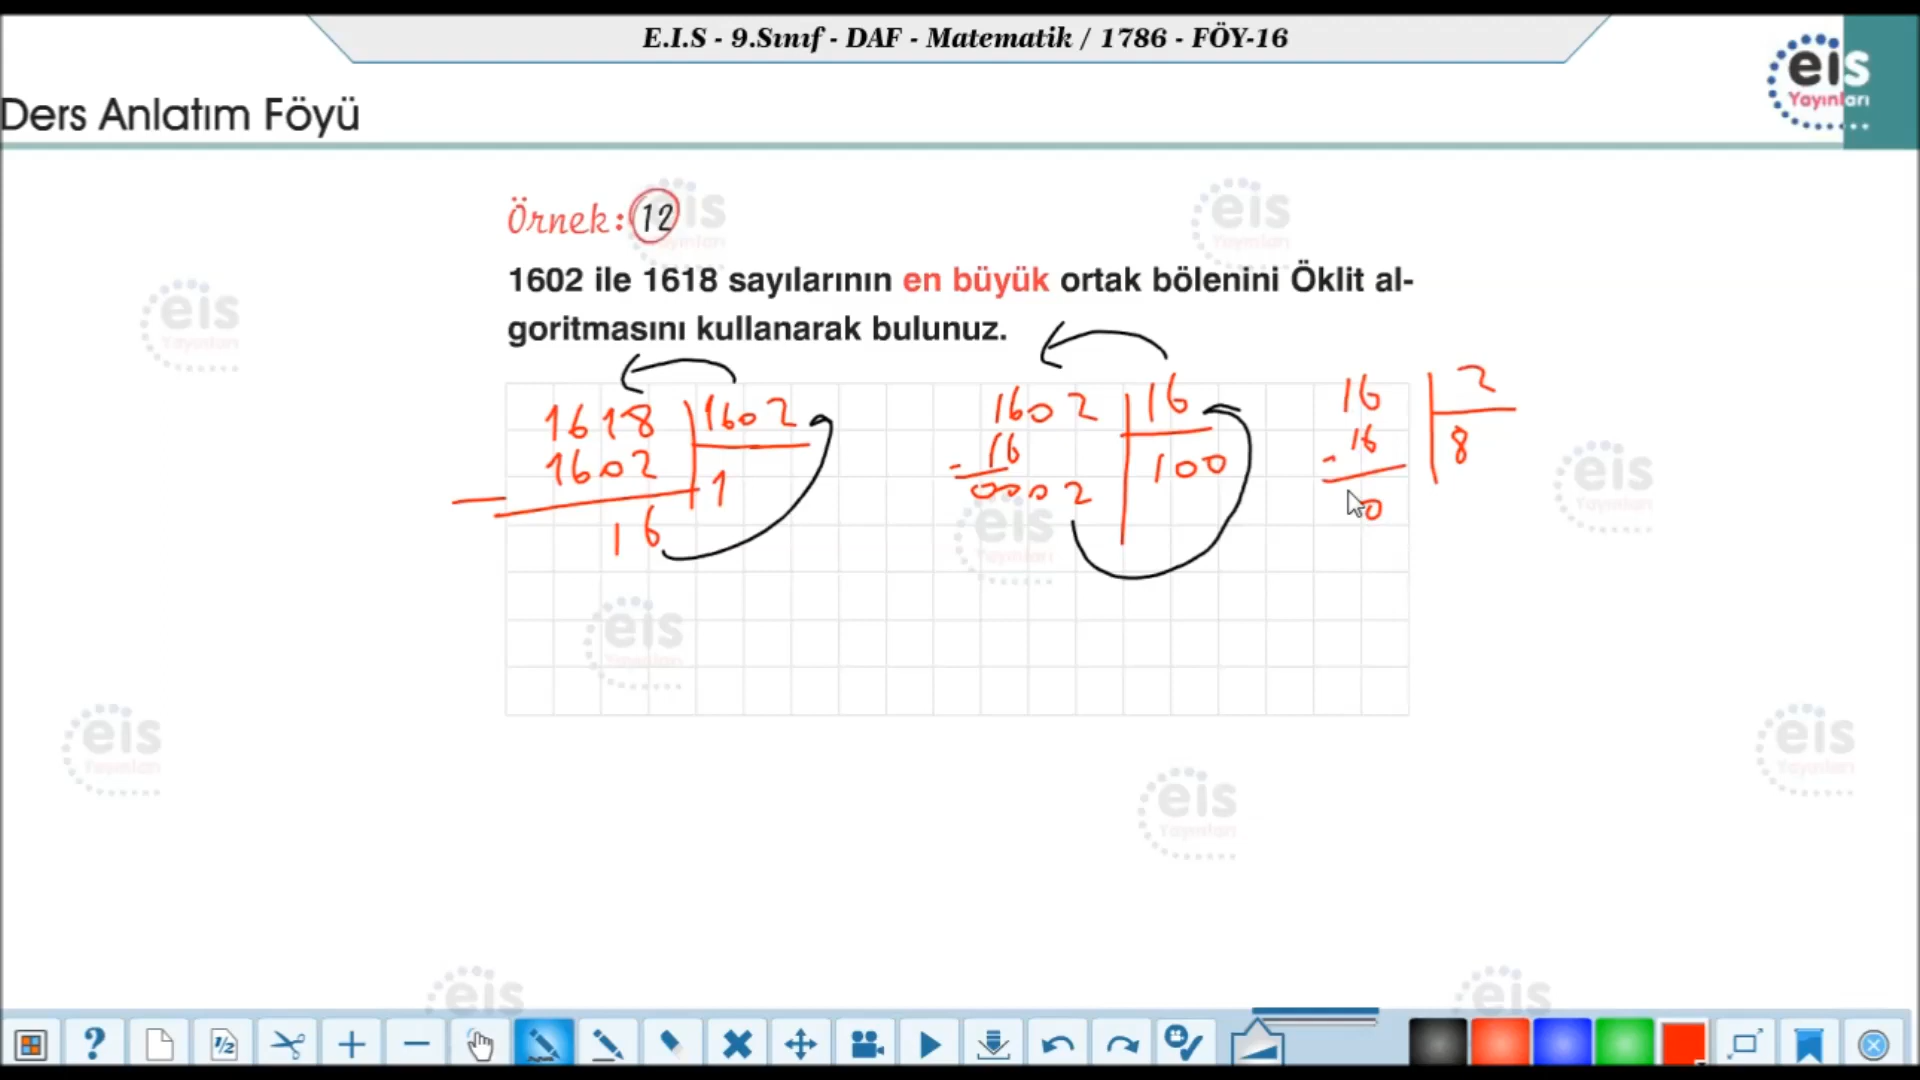 E.I.S - 9.Sınıf - DAF - Matematik / 1786 - FÖY-16
eis
Yayınları
Ders Anlatım Föyü
Örnek: 12
1602 ile 1618 sayılarının en büyük ortak bölenini Öklit al-
goritmasını kullanarak bulunuz.
1618 1602
1602 1
16
1602 16
- 16 100
0002
16 2
- 16 8
00